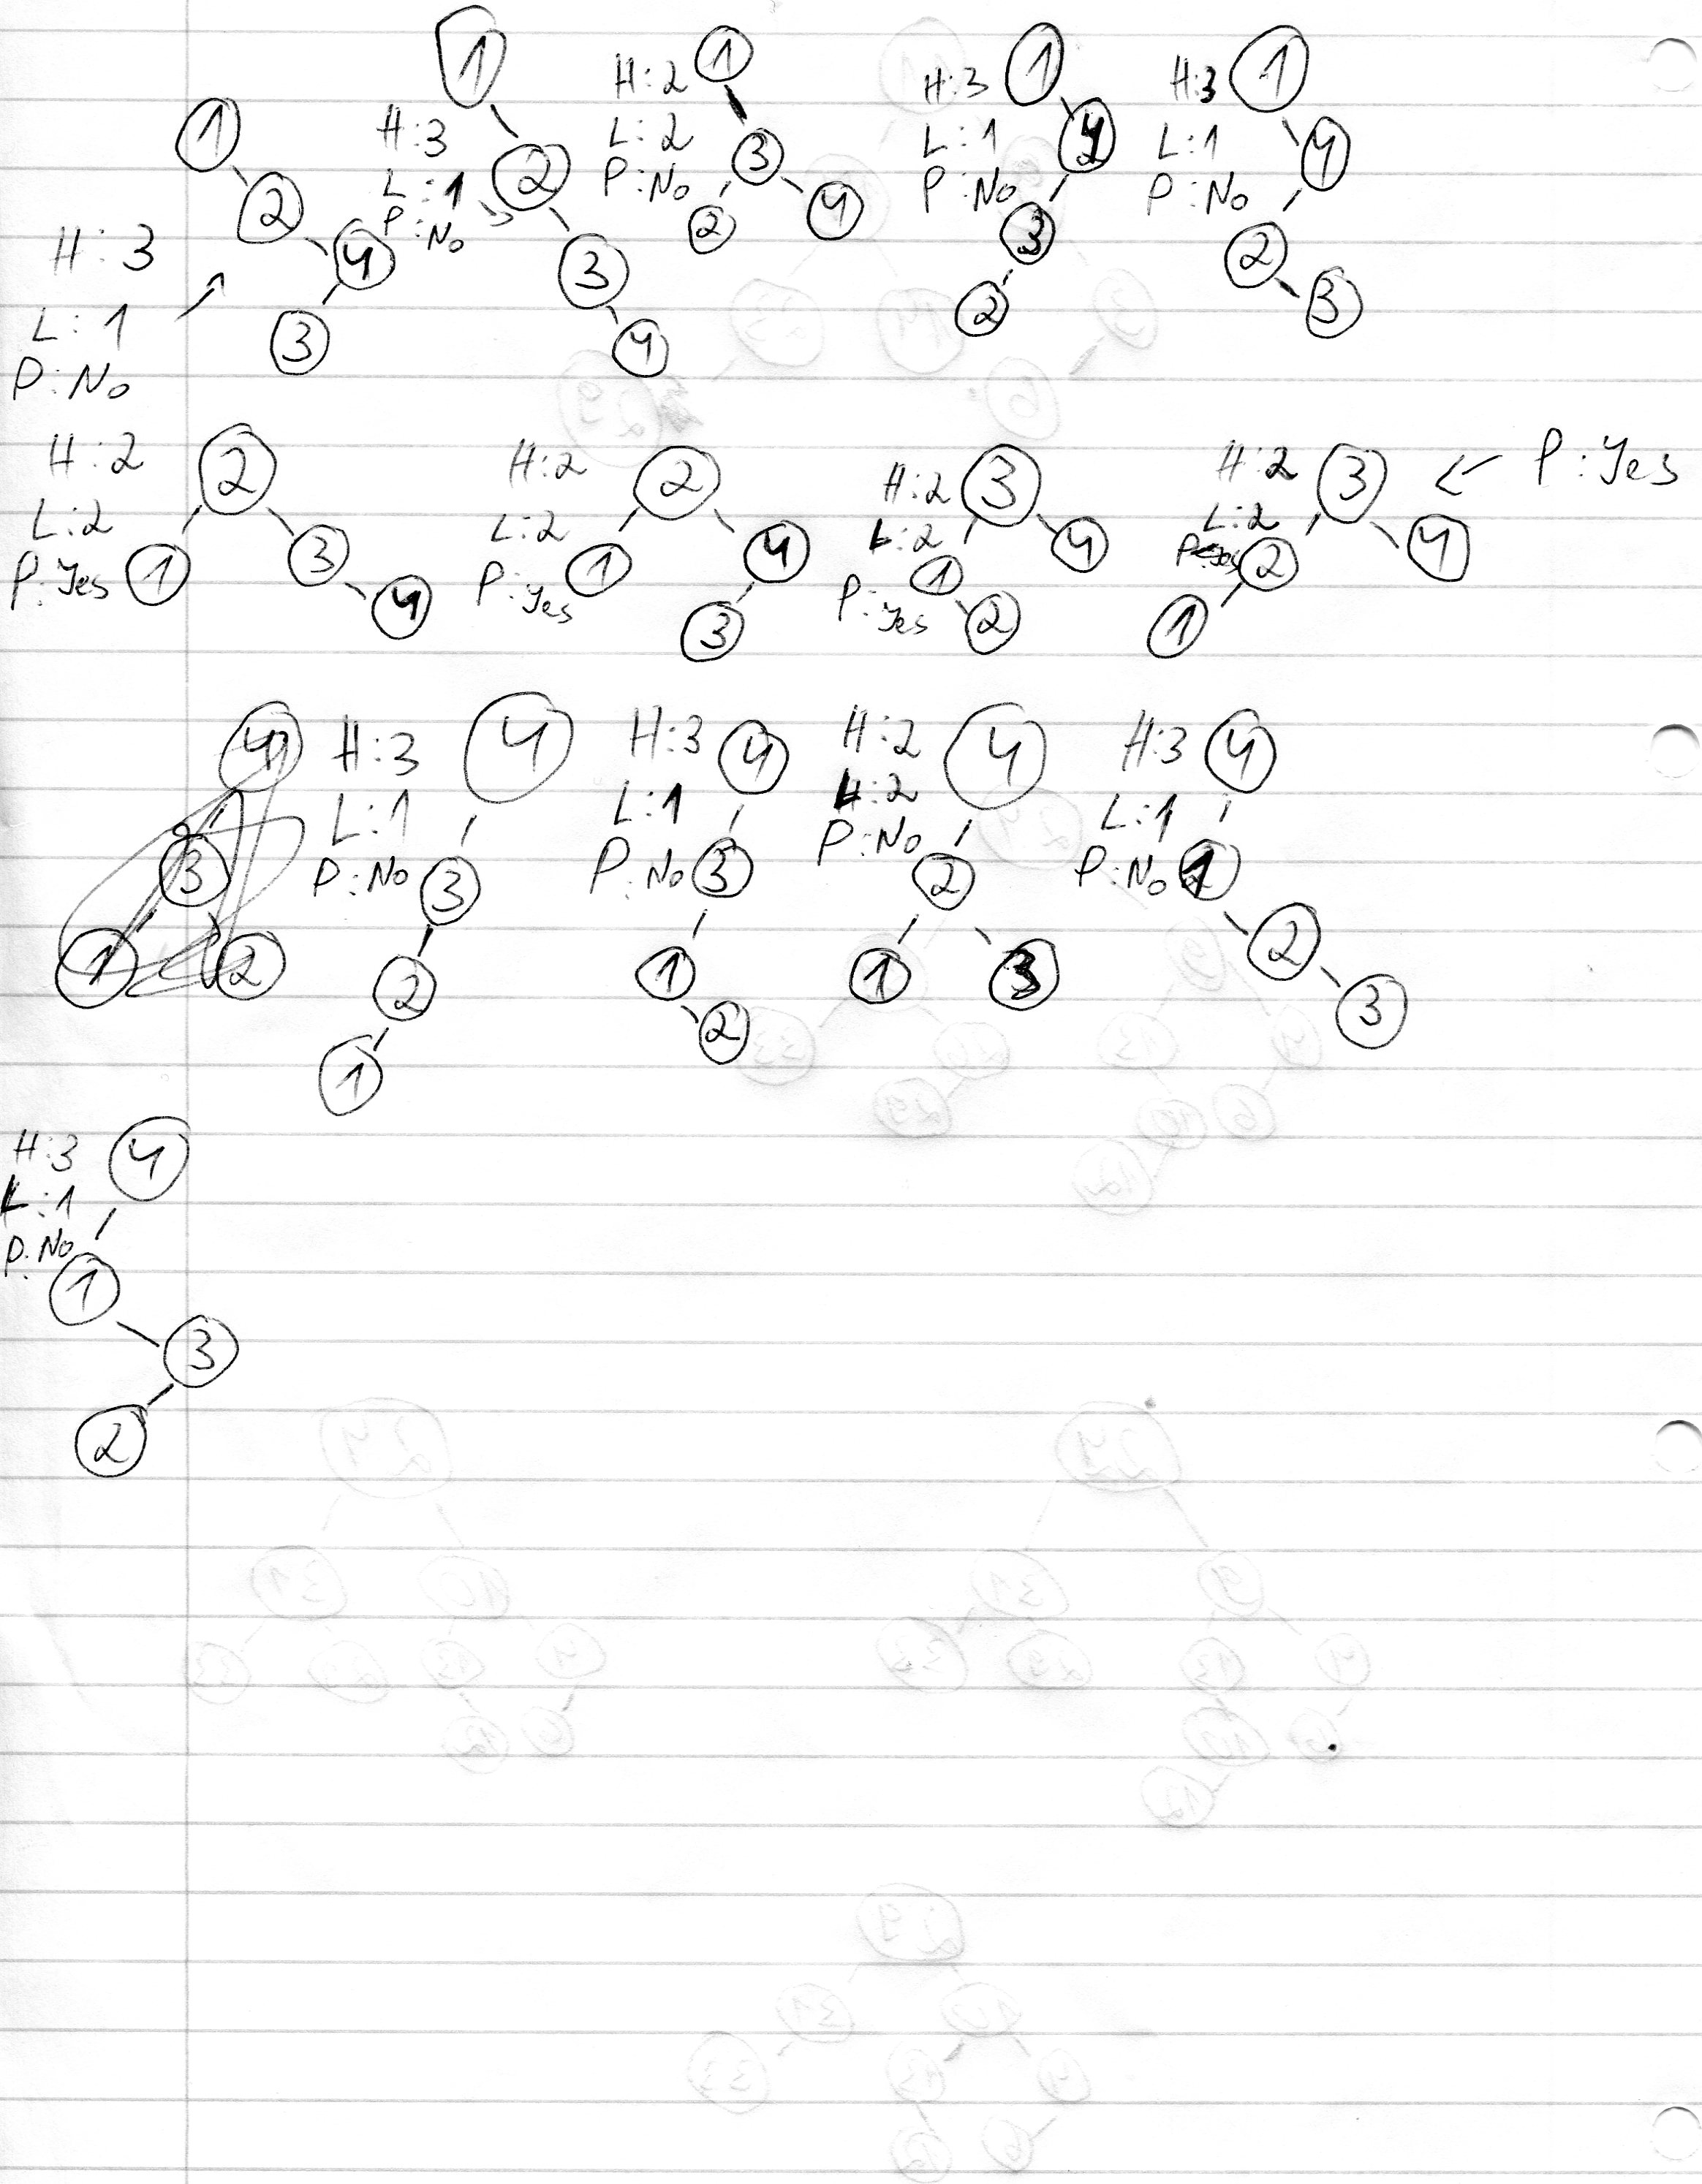 1 2 4 3 H:3 L:1 P:No
1 2 3 4 H:3 L:1 P:No
H:2 L:2 P:No 1 3 2 4
H:3 L:1 P:No 1 4 3 2
H:3 L:1 P:No 1 4 2 3
H:2 L:2 P:Yes 2 1 3 4
H:2 L:2 P:Yes 2 1 4 3
H:2 L:2 P:Yes 3 1 4 2
H:2 L:2 3 2 4 1 P:Yes
4 3 1 2
H:3 L:1 P:No 4 3 2 1
H:3 L:1 P:No 4 3 1 2
H:2 L:2 P:No 4 2 1 3
H:3 L:1 P:No 4 1 2 3
H:3 L:1 P:No 4 1 3 2